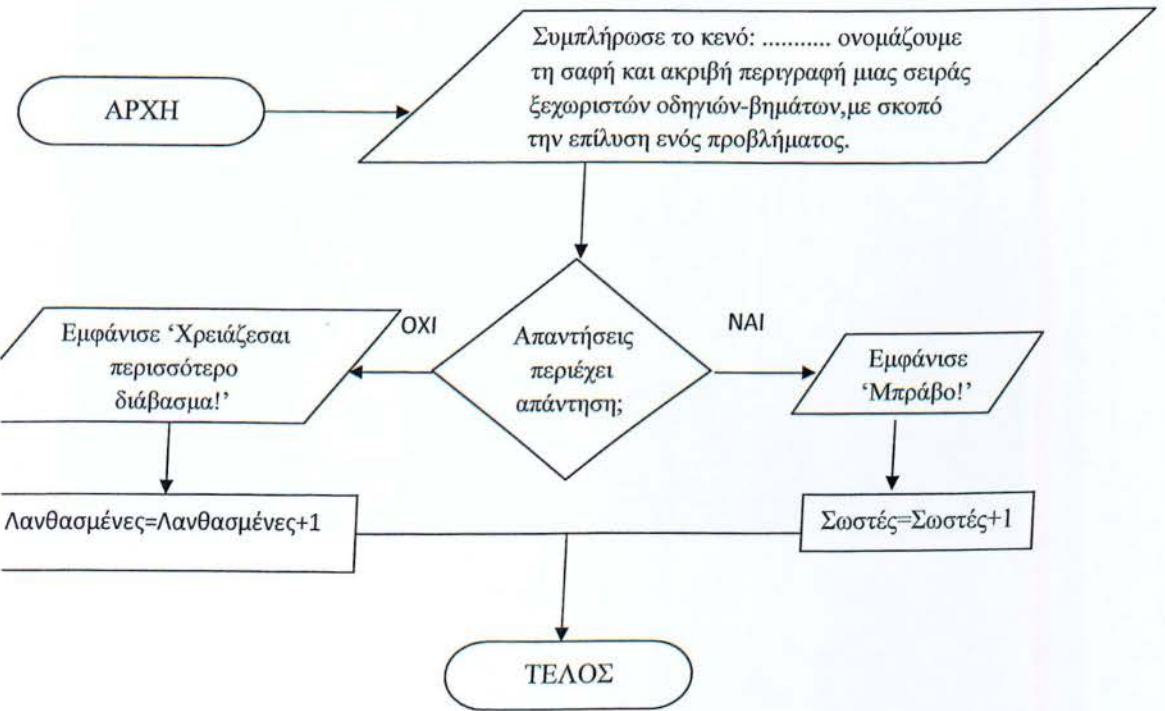 Συμπλήρωσε το κενό: ........... ονομάζουμε
τη σαφή και ακριβή περιγραφή μιας σειράς
ξεχωριστών οδηγιών-βημάτων,με σκοπό
την επίλυση ενός προβλήματος.
ΑΡΧΗ
ΟΧΙ
ΝΑΙ
Απαντήσεις
περιέχει
απάντηση;
Εμφάνισε ‘Χρειάζεσαι
περισσότερο
διάβασμα!’
Εμφάνισε
‘Μπράβο!’
Λανθασμένες=Λανθασμένες+1
Σωστές=Σωστές+1
ΤΕΛΟΣ